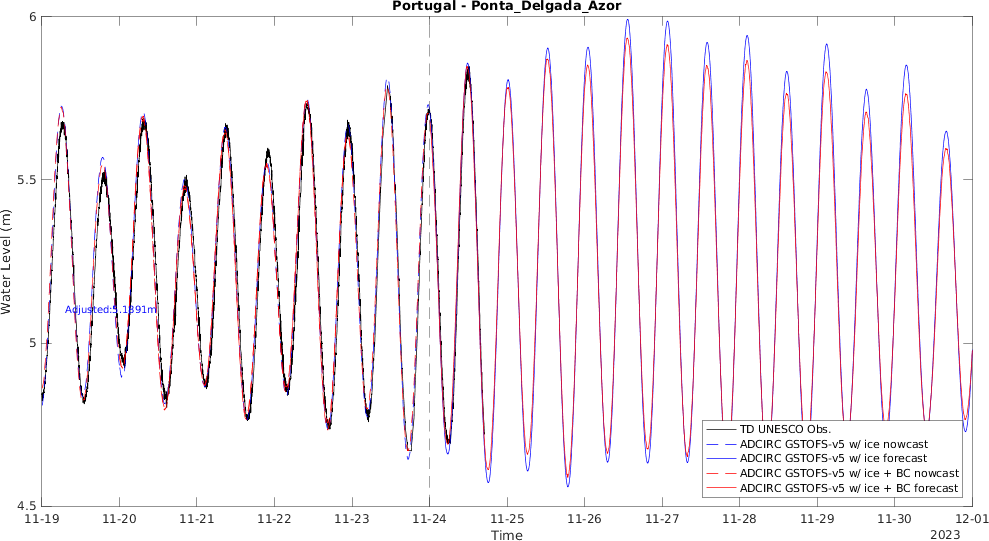 Portugal - Ponta_Delgada_Azor
6
5.5
5
4.5
Water Level (m)
Adjusted:5.1391m
TD UNESCO Obs.
ADCIRC GSTOFS-v5 w/ ice nowcast
ADCIRC GSTOFS-v5 w/ ice forecast
ADCIRC GSTOFS-v5 w/ ice + BC nowcast
ADCIRC GSTOFS-v5 w/ ice + BC forecast
11-19 11-20 11-21 11-22 11-23 11-24 11-25 11-26 11-27 11-28 11-29 11-30 12-01
Time
2023